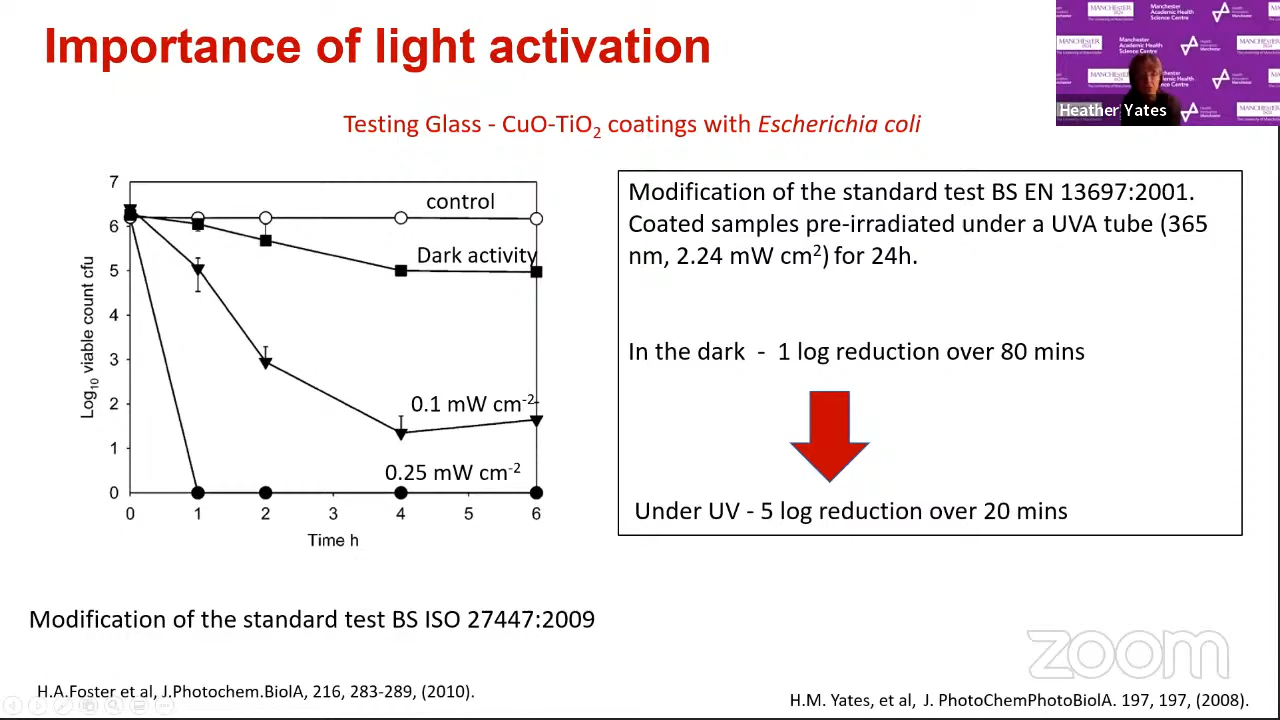 Importance of light activation
Heather Yates
Testing Glass - CuO-TiO2 coatings with Escherichia coli
7
6
5
4
3
2
1
0
Log10 viable count cfu
control
Dark activity
0.1 mW cm-2
0.25 mW cm-2
0 1 2 3 4 5 6
Time h
Modification of the standard test BS EN 13697:2001.
Coated samples pre-irradiated under a UVA tube (365
nm, 2.24 mW cm2) for 24h.
In the dark - 1 log reduction over 80 mins
Under UV - 5 log reduction over 20 mins
Modification of the standard test BS ISO 27447:2009
zoom
H.A.Foster et al, J.Photochem.BiolA, 216, 283-289, (2010).
H.M. Yates, et al, J. PhotoChemPhotoBiolA. 197, 197, (2008).